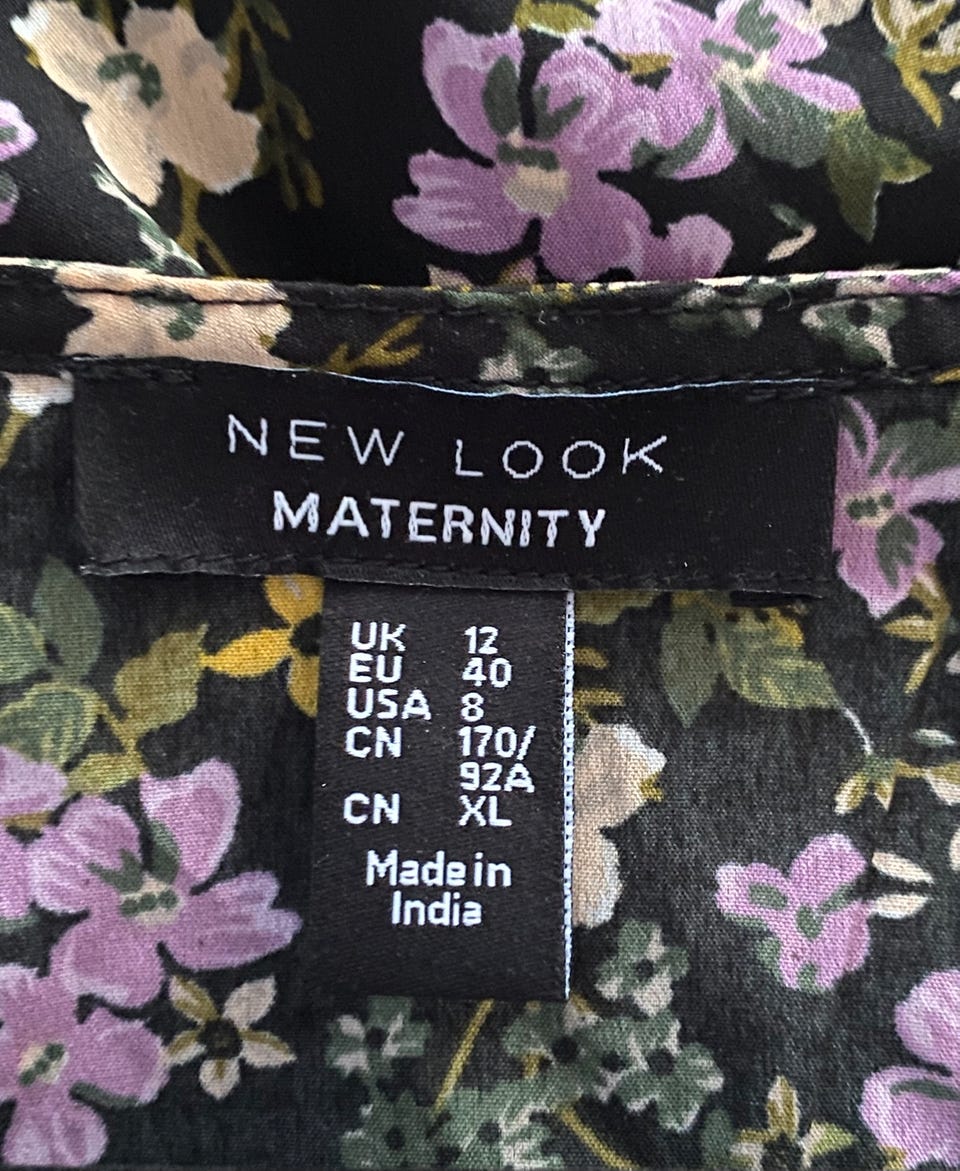 NEW LOOK
MATERNITY
UK 12
EU 40
USA 8
CN 170/
92A
CN XL
Made in
India